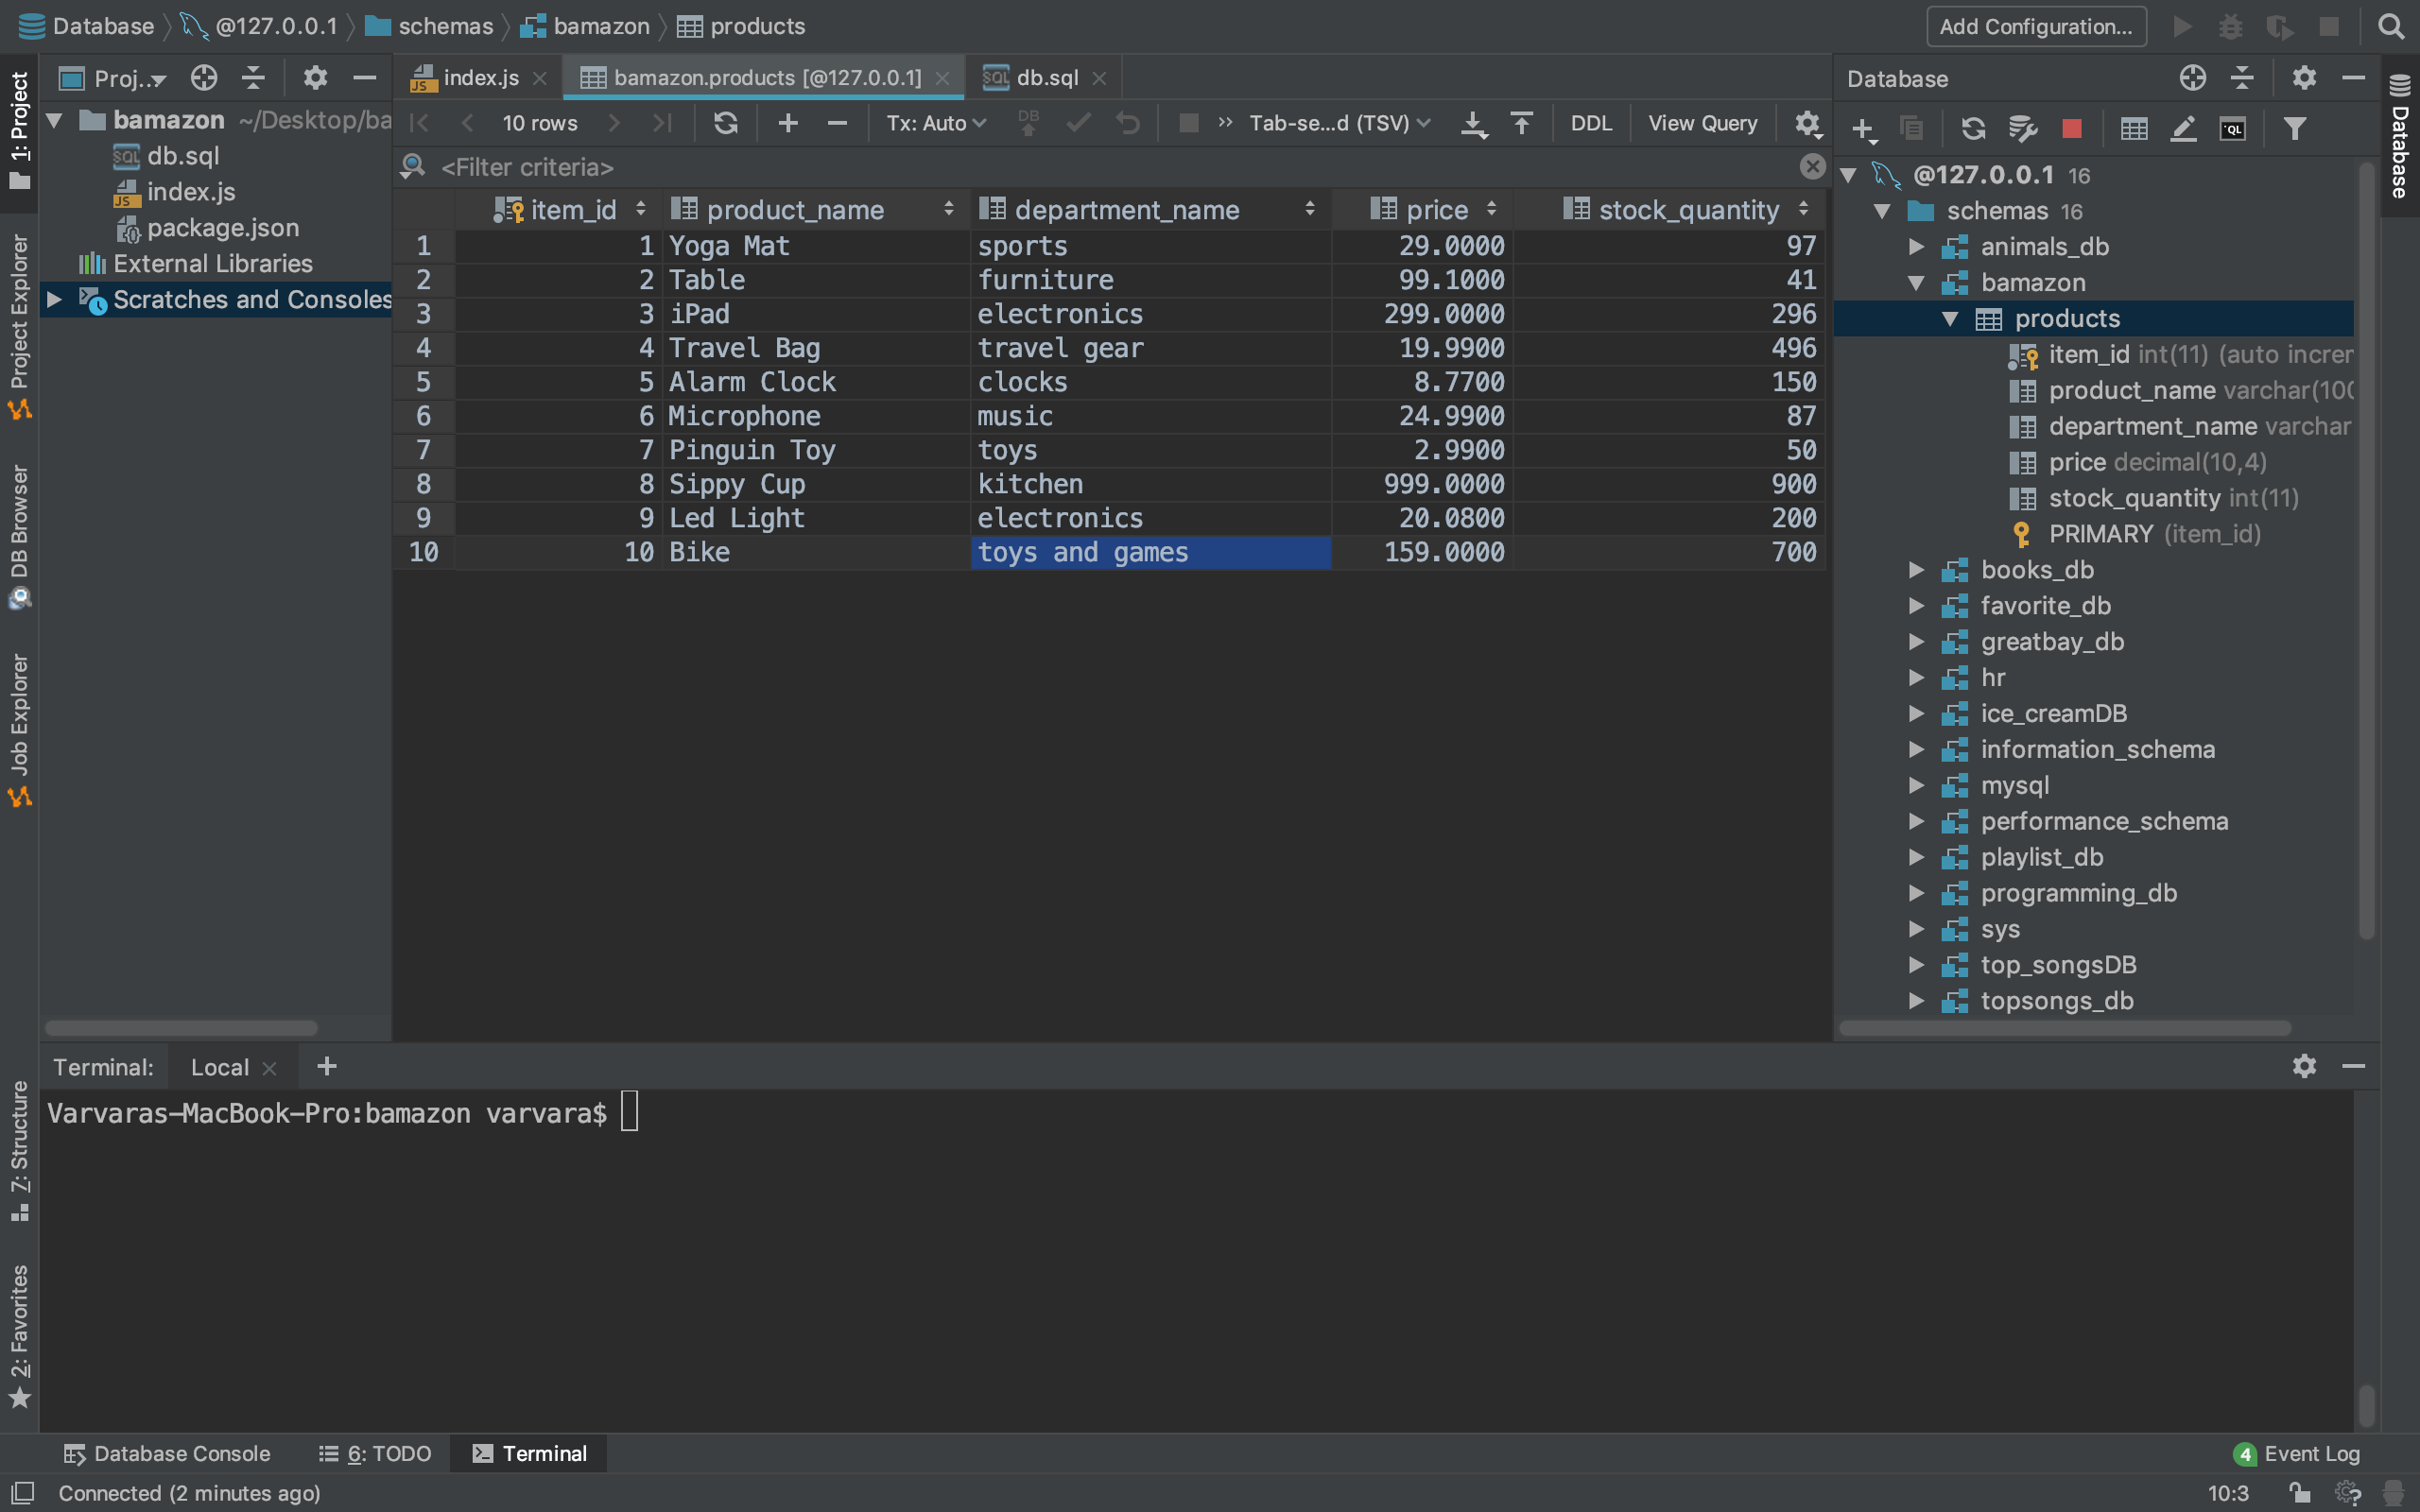 Database @127.0.0.1 schemas bamazon products Add Configuration...
1: Project
Project Explorer
DB Browser
Job Explorer
7: Structure
2: Favorites
Proj...
bamazon ~/Desktop/ba
db.sql
index.js
package.json
External Libraries
Scratches and Consoles
index.js bamazon.products [@127.0.0.1] db.sql
10 rows Tx: Auto DB Tab-se...d (TSV) DDL View Query
<Filter criteria>
item_id product_name department_name price stock_quantity
1 1 Yoga Mat sports 29.0000 97
2 2 Table furniture 99.1000 41
3 3 iPad electronics 299.0000 296
4 4 Travel Bag travel gear 19.9900 496
5 5 Alarm Clock clocks 8.7700 150
6 6 Microphone music 24.9900 87
7 7 Pinguin Toy toys 2.9900 50
8 8 Sippy Cup kitchen 999.0000 900
9 9 Led Light electronics 20.0800 200
10 10 Bike toys and games 159.0000 700
Database
@127.0.0.1 16
schemas 16
animals_db
bamazon
products
item_id int(11) (auto increm
product_name varchar(100
department_name varchar
price decimal(10,4)
stock_quantity int(11)
PRIMARY (item_id)
books_db
favorite_db
greatbay_db
hr
ice_creamDB
information_schema
mysql
performance_schema
playlist_db
programming_db
sys
top_songsDB
topsongs_db
Database
Terminal: Local
Varvaras-MacBook-Pro:bamazon varvara$
Database Console 6: TODO Terminal 4 Event Log
Connected (2 minutes ago) 10:3